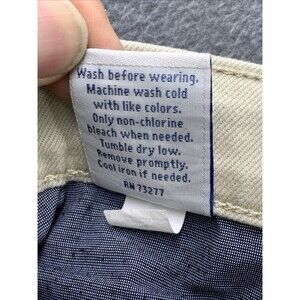 Wash before wearing.
Machine wash cold
with like colors.
Only non-chlorine
bleach when needed.
Tumble dry low.
Remove promptly.
Cool iron if needed.
RN 73277